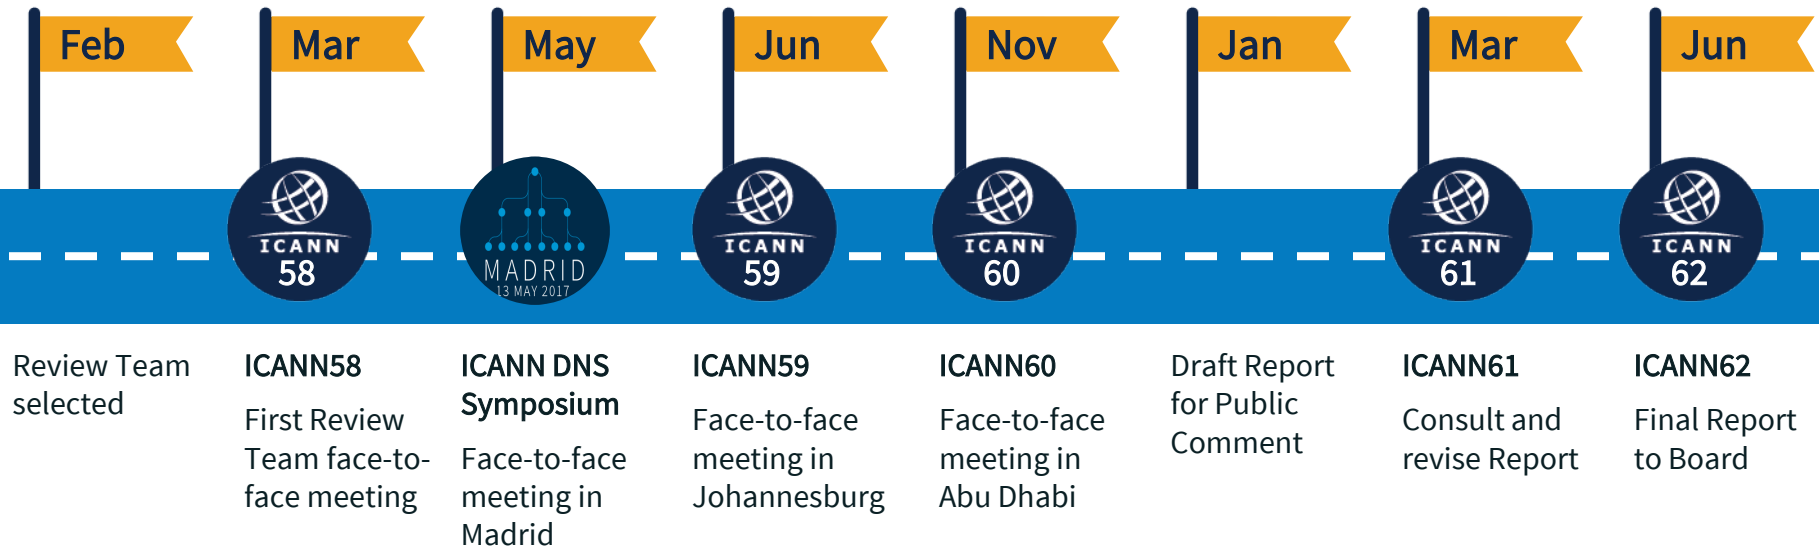 Feb
Mar
May
Jun
Nov
Jan
Mar
Jun
ICANN
58
MADRID
13 MAY 2017
ICANN
59
ICANN
60
ICANN
61
ICANN
62
Review Team
selected
ICANN58
First Review
Team face-to-
face meeting
ICANN DNS
Symposium
Face-to-face
meeting in
Madrid
ICANN59
Face-to-face
meeting in
Johannesburg
ICANN60
Face-to-face
meeting in
Abu Dhabi
Draft Report
for Public
Comment
ICANN61
Consult and
revise Report
ICANN62
Final Report
to Board